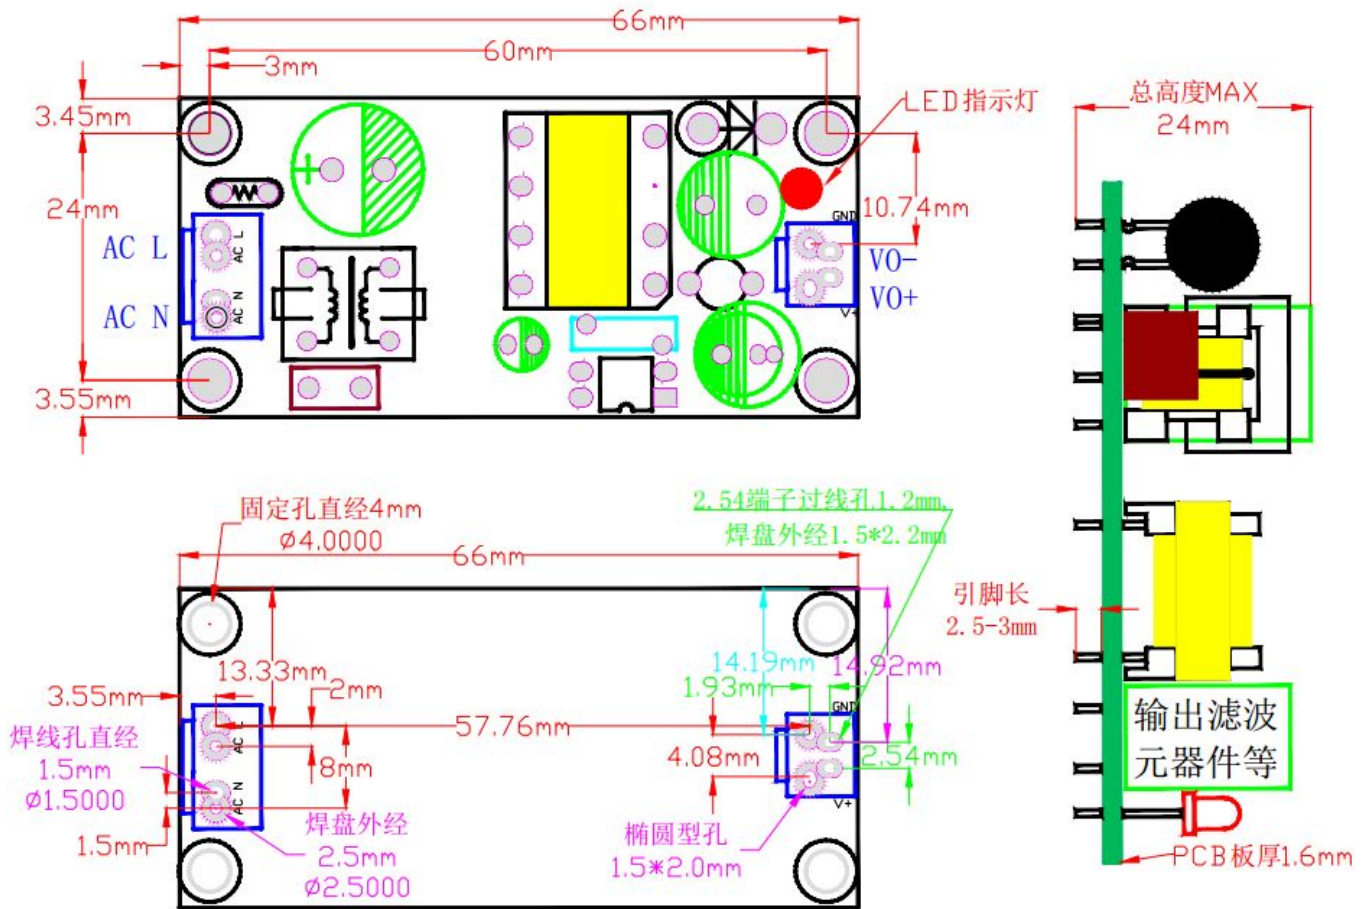 66mm
60mm
3mm
3.45mm
LED指示灯
总高度MAX
24mm
24mm
10.74mm
GND
AC L
AC L
VO-
VO+
AC N
AC N
V+
3.55mm
固定孔直经4mm
Ø4.0000
2.54端子过线孔1.2mm,
焊盘外经1.5*2.2mm
66mm
引脚长
2.5-3mm
13.33mm
14.19mm
14.92mm
3.55mm
2mm
1.93mm
GND
57.76mm
焊线孔直经
1.5mm
Ø1.5000
AC L
8mm
4.08mm
2.54mm
输出滤波
元器件等
AC N
V+
1.5mm
焊盘外经
2.5mm
Ø2.5000
椭圆型孔
1.5*2.0mm
PCB板厚1.6mm